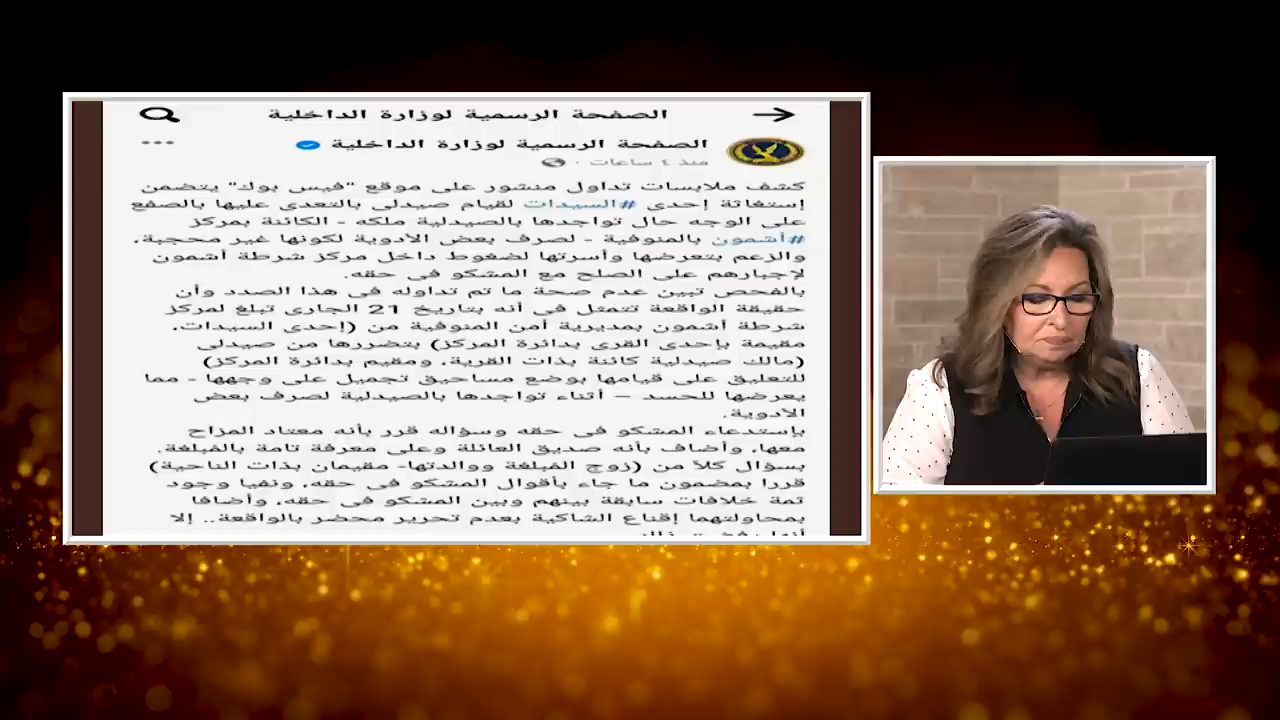 الصفحة الرسمية لوزارة الداخلية
الصفحة الرسمية لوزارة الداخلية
منذ ٤ ساعات ·
كشف ملابسات تداول منشور على موقع "فيس بوك" يتضمن
إستغاثة إحدى #السيدات لقيام صيدلى بالتعدى عليها بالصفع
على الوجه حال تواجدها بالصيدلية ملكه - الكائنة بمركز
#أشمون بالمنوفية - لصرف بعض الأدوية لكونها غير محجبة،
والزعم بتعرضها وأسرتها لضغوط داخل مركز شرطة أشمون
لإجبارهم على الصلح مع المشكو فى حقه.
بالفحص تبين عدم صحة ما تم تداوله فى هذا الصدد وأن
حقيقة الواقعة تتمثل فى أنه بتاريخ 21 الجارى تبلغ لمركز
شرطة أشمون بمديرية أمن المنوفية من (إحدى السيدات،
مقيمة بإحدى القرى بدائرة المركز) بتضررها من صيدلى
(مالك صيدلية كائنة بذات القرية، ومقيم بدائرة المركز)
للتعليق على قيامها بوضع مساحيق تجميل على وجهها - مما
يعرضها للحسد – أثناء تواجدها بالصيدلية لصرف بعض
الأدوية.
بإستدعاء المشكو فى حقه وسؤاله قرر بأنه معتاد المزاح
معها، وأضاف بأنه صديق العائلة وعلى معرفة تامة بالمبلغة.
بسؤال كلاً من (زوج المُبلغة ووالدتها- مقيمان بذات الناحية)
قررا بمضمون ما جاء بأقوال المشكو فى حقه، ونفيا وجود
ثمة خلافات سابقة بينهم وبين المشكو فى حقه، وأضافا
بمحاولتهما إقناع الشاكية بعدم تحرير محضر بالواقعة.. إلا